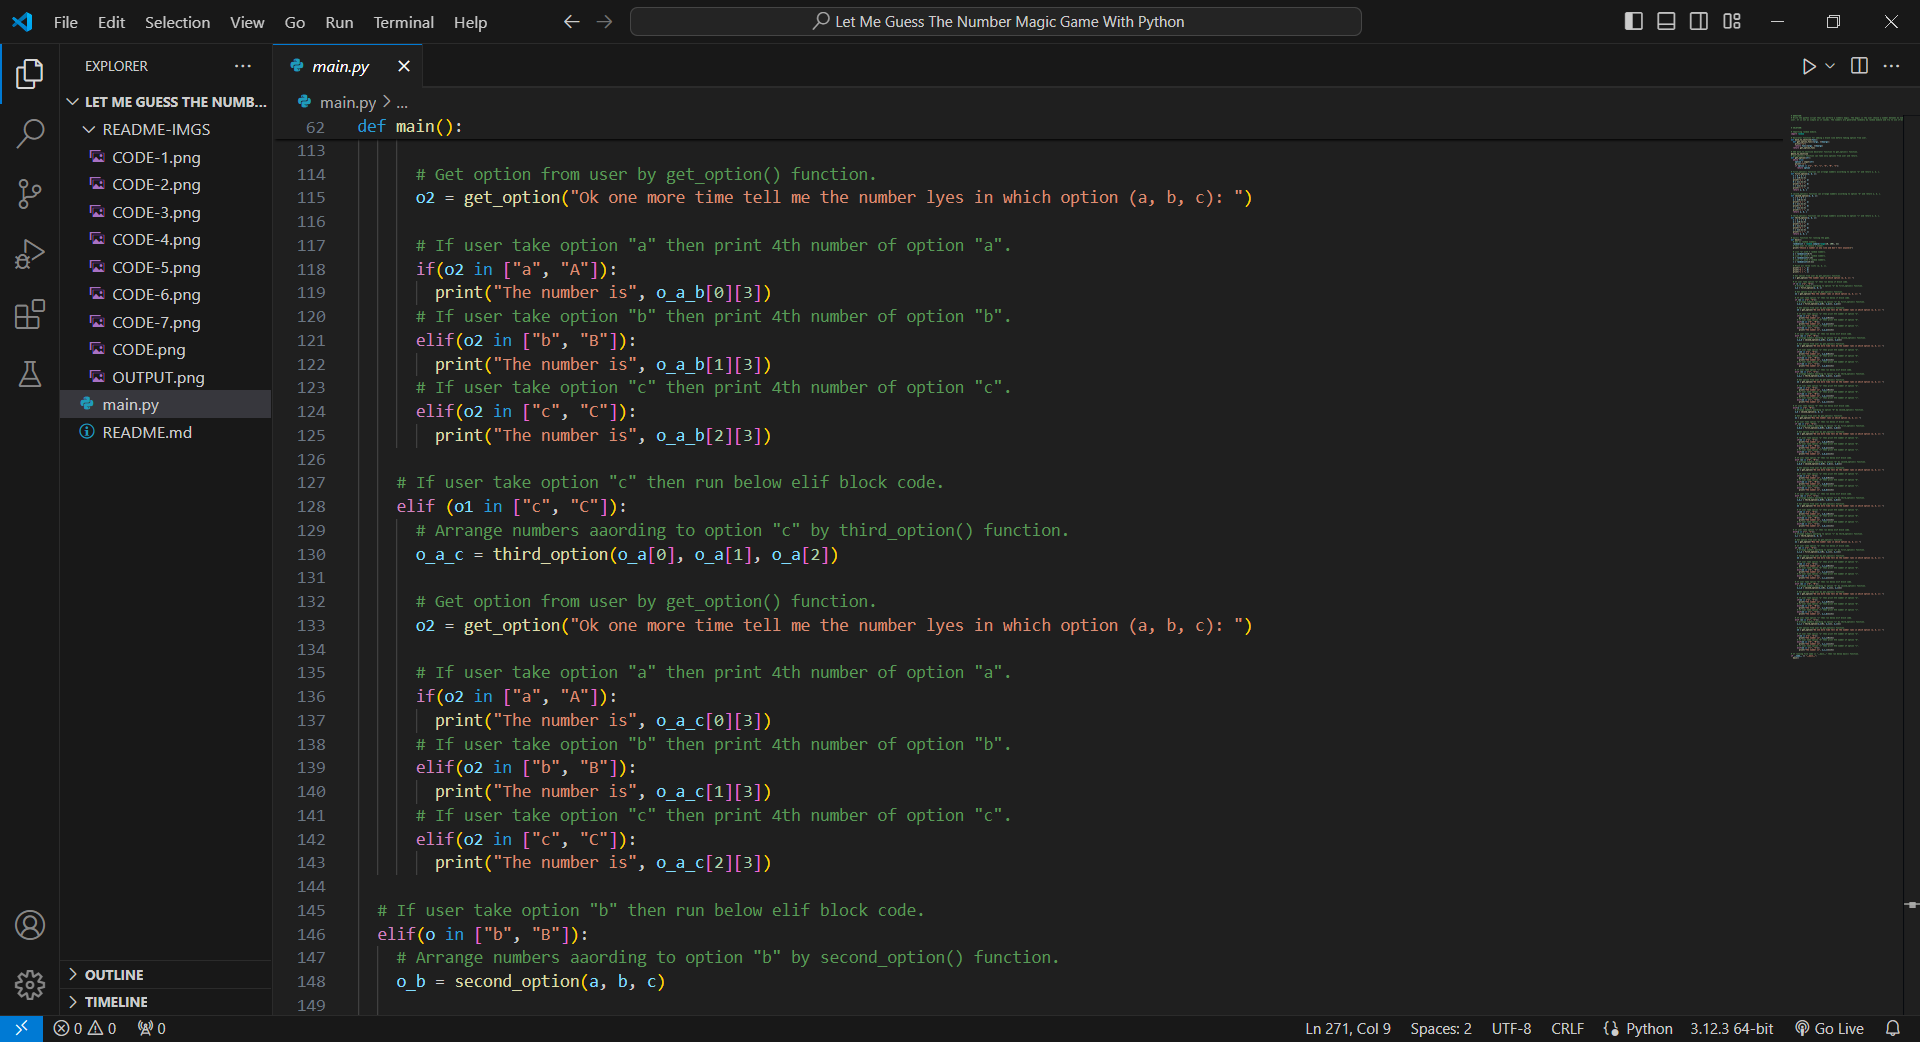 File Edit Selection View Go Run Terminal Help
Let Me Guess The Number Magic Game With Python
EXPLORER
LET ME GUESS THE NUMB...
README-IMGS
CODE-1.png
CODE-2.png
CODE-3.png
CODE-4.png
CODE-5.png
CODE-6.png
CODE-7.png
CODE.png
OUTPUT.png
main.py
README.md
OUTLINE
TIMELINE
main.py
main.py > ...
62 def main():
113
114 # Get option from user by get_option() function.
115 o2 = get_option("Ok one more time tell me the number lyes in which option (a, b, c): ")
116
117 # If user take option "a" then print 4th number of option "a".
118 if(o2 in ["a", "A"]):
119 print("The number is", o_a_b[0][3])
120 # If user take option "b" then print 4th number of option "b".
121 elif(o2 in ["b", "B"]):
122 print("The number is", o_a_b[1][3])
123 # If user take option "c" then print 4th number of option "c".
124 elif(o2 in ["c", "C"]):
125 print("The number is", o_a_b[2][3])
126
127 # If user take option "c" then run below elif block code.
128 elif (o1 in ["c", "C"]):
129 # Arrange numbers aaording to option "c" by third_option() function.
130 o_a_c = third_option(o_a[0], o_a[1], o_a[2])
131
132 # Get option from user by get_option() function.
133 o2 = get_option("Ok one more time tell me the number lyes in which option (a, b, c): ")
134
135 # If user take option "a" then print 4th number of option "a".
136 if(o2 in ["a", "A"]):
137 print("The number is", o_a_c[0][3])
138 # If user take option "b" then print 4th number of option "b".
139 elif(o2 in ["b", "B"]):
140 print("The number is", o_a_c[1][3])
141 # If user take option "c" then print 4th number of option "c".
142 elif(o2 in ["c", "C"]):
143 print("The number is", o_a_c[2][3])
144
145 # If user take option "b" then run below elif block code.
146 elif(o in ["b", "B"]):
147 # Arrange numbers aaording to option "b" by second_option() function.
148 o_b = second_option(a, b, c)
149
0 0 0 Ln 271, Col 9 Spaces: 2 UTF-8 CRLF Python 3.12.3 64-bit Go Live